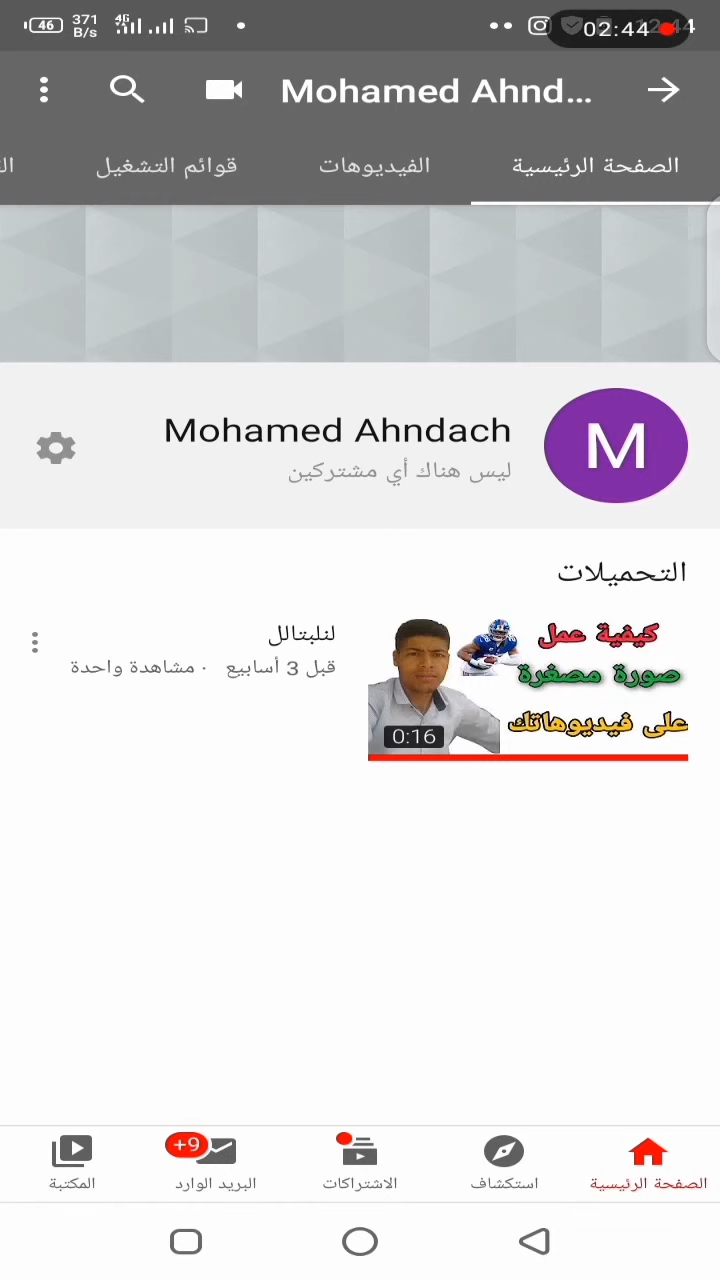 46 371 B/s 4G 02:44
Mohamed Ahnd...
الصفحة الرئيسية الفيديوهات قوائم التشغيل
Mohamed Ahndach
M
ليس هناك أي مشتركين
التحميلات
لنلبتالل
قبل 3 أسابيع · مشاهدة واحدة
كيفية عمل
صورة مصغرة
على فيديوهاتك
0:16
+9
الصفحة الرئيسية استكشاف الاشتراكات البريد الوارد المكتبة